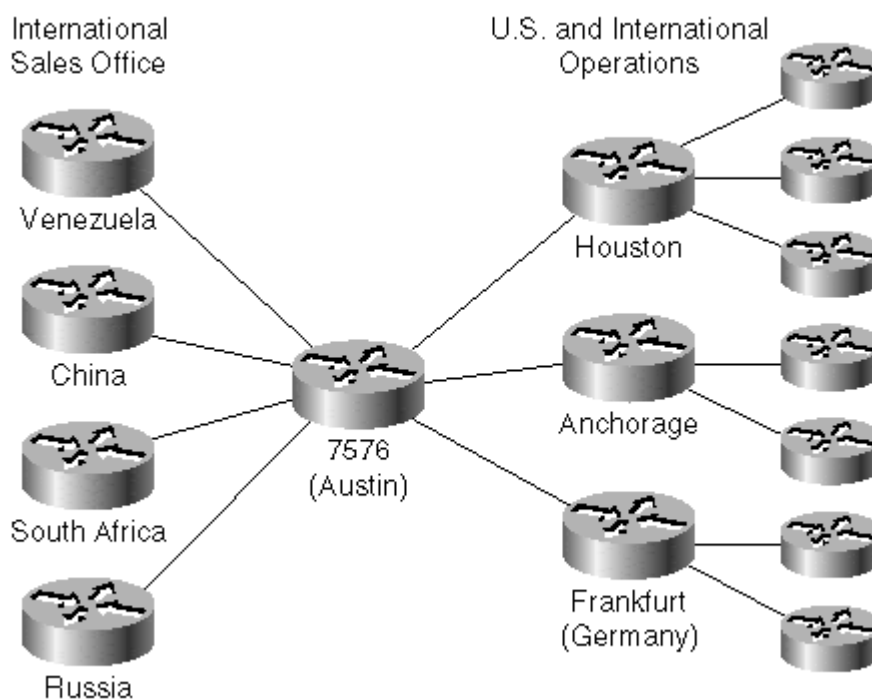 International
Sales Office
Venezuela
China
South Africa
Russia
7576
(Austin)
U.S. and International
Operations
Houston
Anchorage
Frankfurt
(Germany)